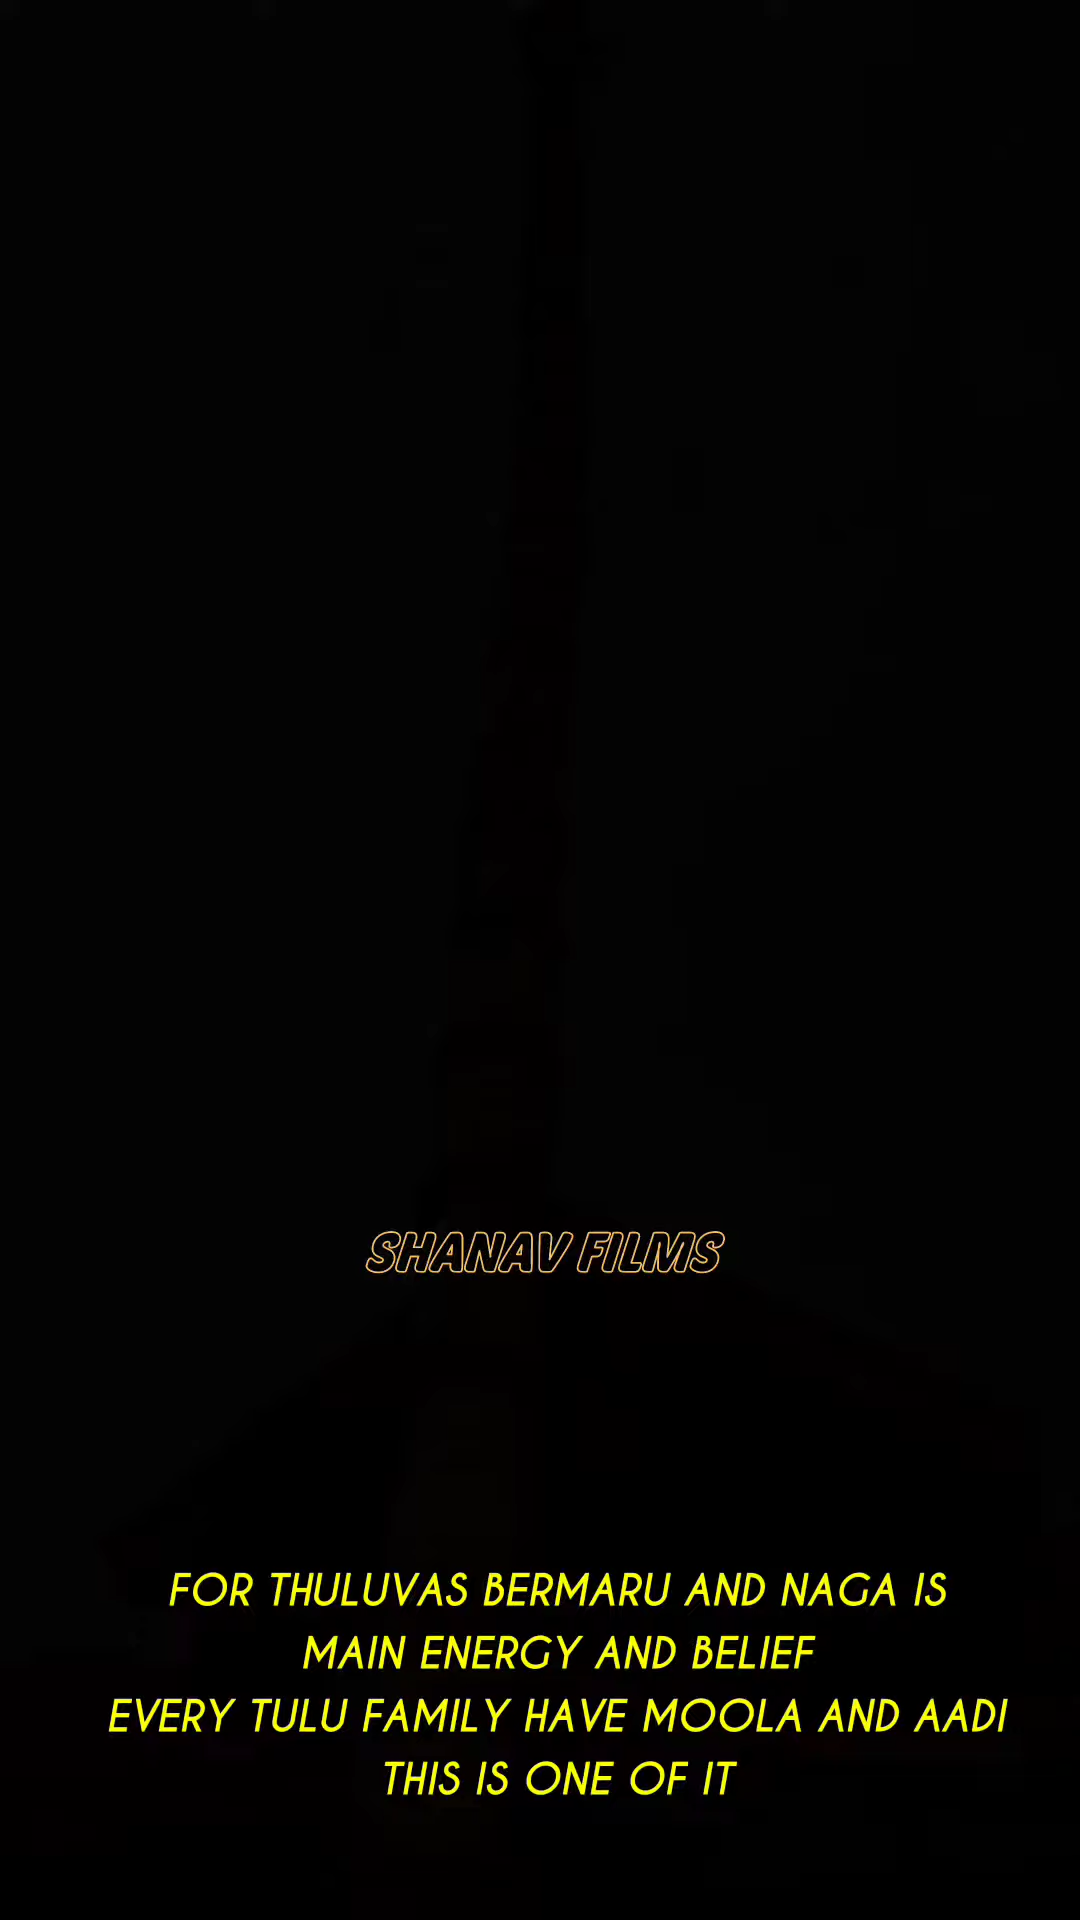 SHANAV FILMS
FOR THULUVAS BERMARU AND NAGA IS
MAIN ENERGY AND BELIEF
EVERY TULU FAMILY HAVE MOOLA AND AADI
THIS IS ONE OF IT